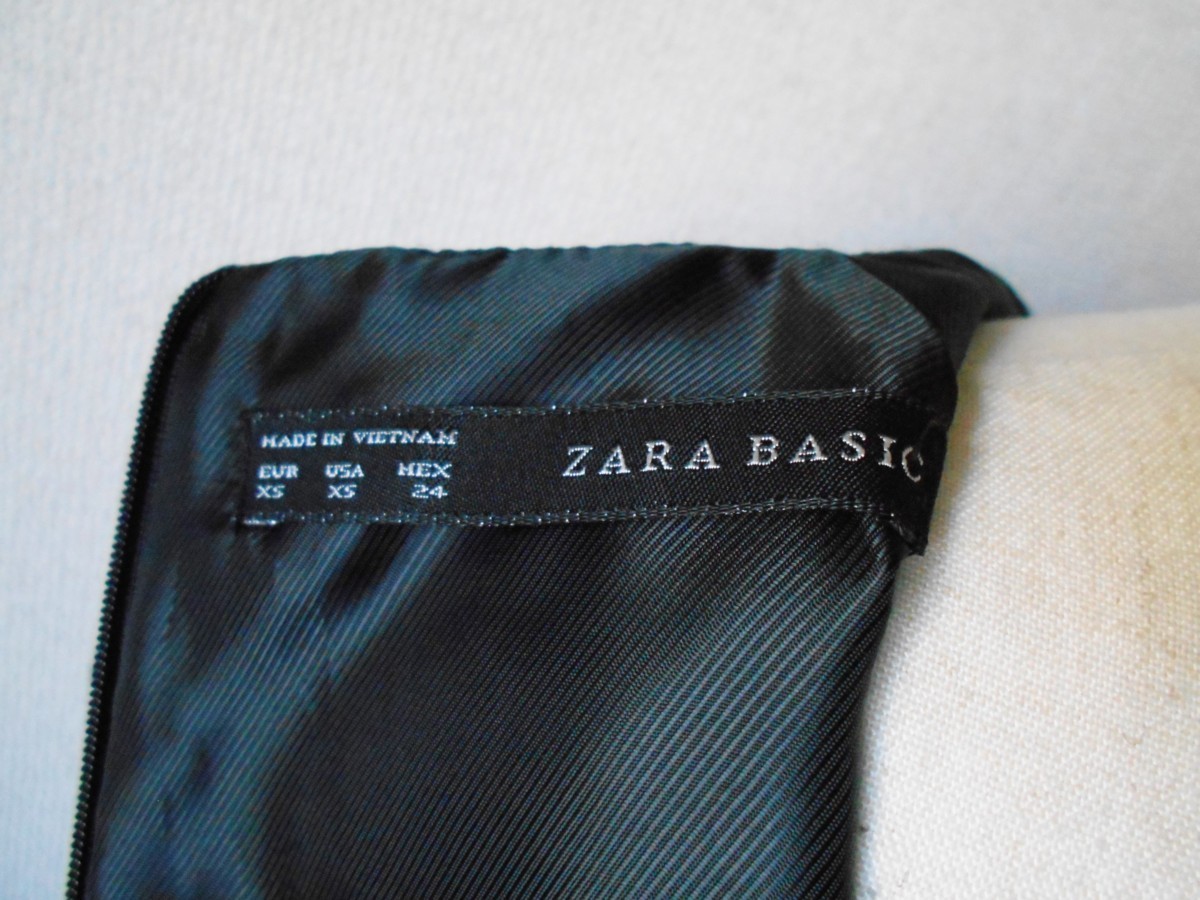 MADE IN VIETNAM
EUR USA MEX
XS XS 24
ZARA BASIC